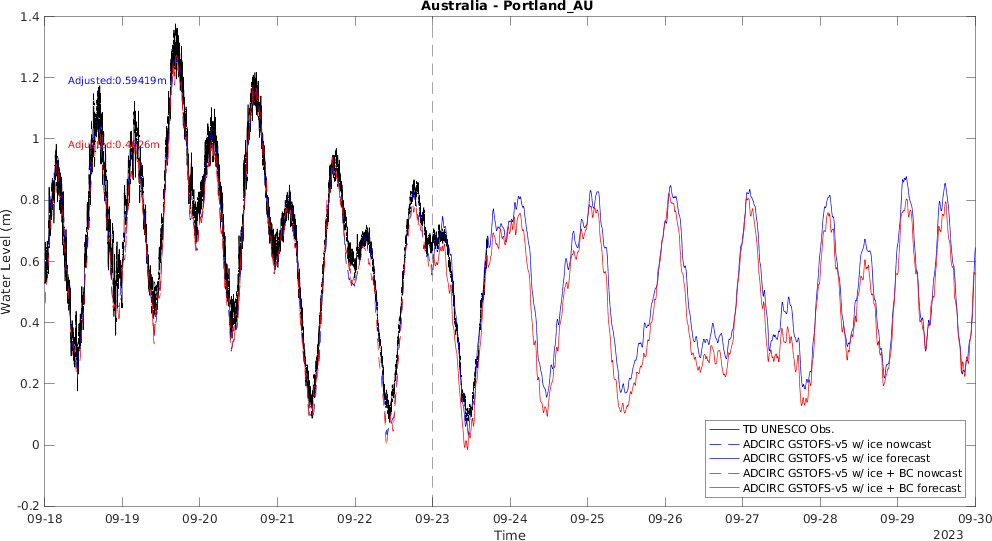 Australia - Portland_AU
1.4
1.2
1
0.8
0.6
0.4
0.2
0
-0.2
Water Level (m)
Adjusted:0.59419m
TD UNESCO Obs.
ADCIRC GSTOFS-v5 w/ ice nowcast
ADCIRC GSTOFS-v5 w/ ice forecast
ADCIRC GSTOFS-v5 w/ ice + BC nowcast
ADCIRC GSTOFS-v5 w/ ice + BC forecast
09-18 09-19 09-20 09-21 09-22 09-23 09-24 09-25 09-26 09-27 09-28 09-29 09-30
Time
2023